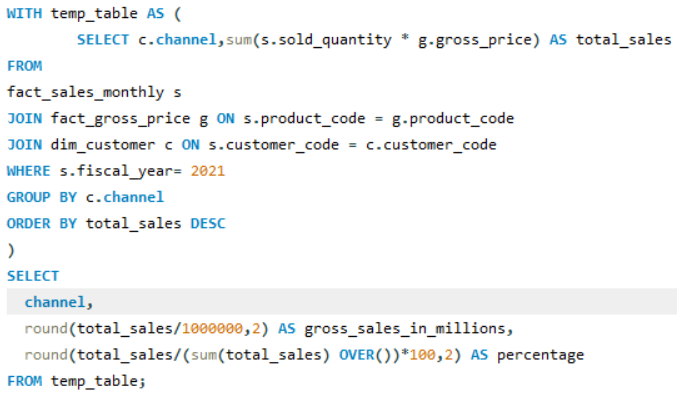 WITH temp_table AS (
        SELECT c.channel,sum(s.sold_quantity * g.gross_price) AS total_sales
FROM
fact_sales_monthly s
JOIN fact_gross_price g ON s.product_code = g.product_code
JOIN dim_customer c ON s.customer_code = c.customer_code
WHERE s.fiscal_year= 2021
GROUP BY c.channel
ORDER BY total_sales DESC
)
SELECT
  channel,
  round(total_sales/1000000,2) AS gross_sales_in_millions,
  round(total_sales/(sum(total_sales) OVER())*100,2) AS percentage
FROM temp_table;